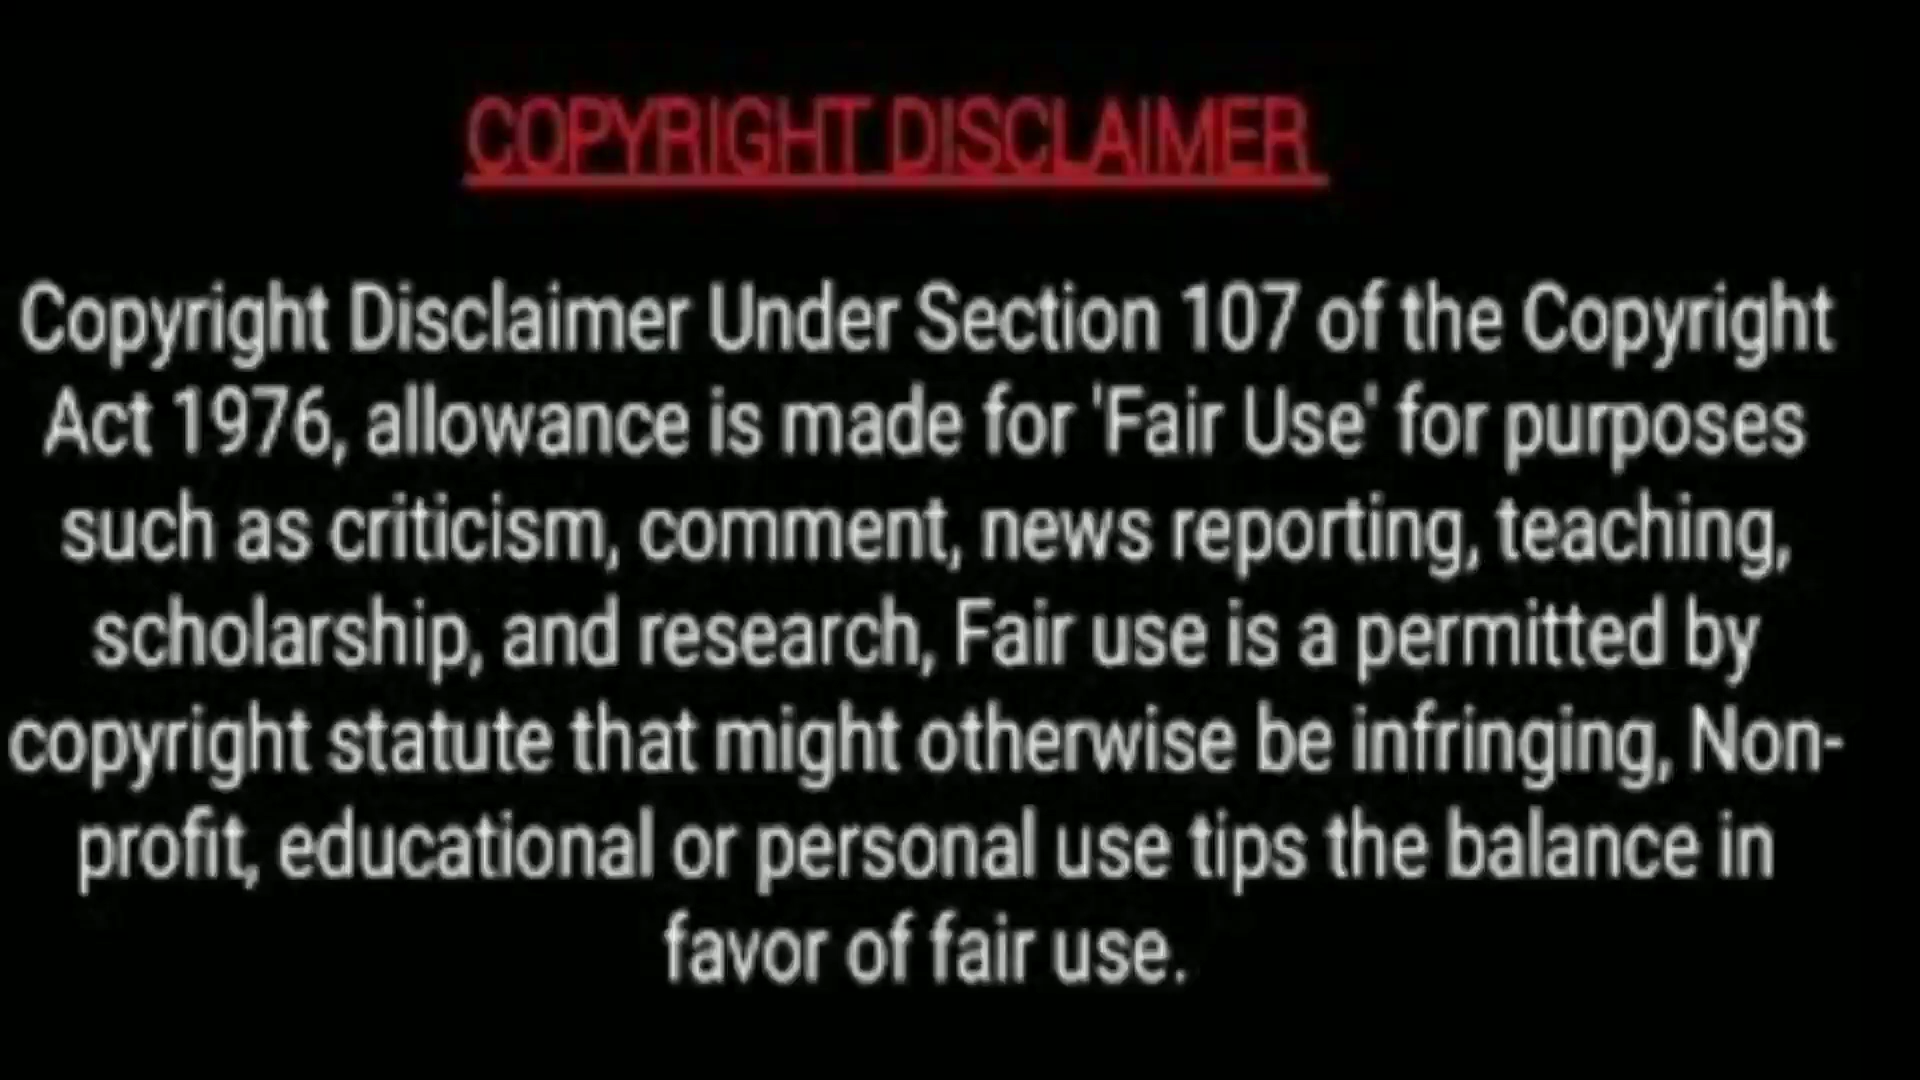 COPYRIGHT DISCLAIMER
Copyright Disclaimer Under Section 107 of the Copyright
Act 1976, allowance is made for 'Fair Use' for purposes
such as criticism, comment, news reporting, teaching,
scholarship, and research, Fair use is a permitted by
copyright statute that might otherwise be infringing, Non-
profit, educational or personal use tips the balance in
favor of fair use.